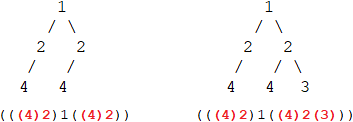 1 1
/ \ / \
2 2 2 2
/ / / / \
4 4 4 4 3
(((4)2)1((4)2)) (((4)2)1((4)2(3)))